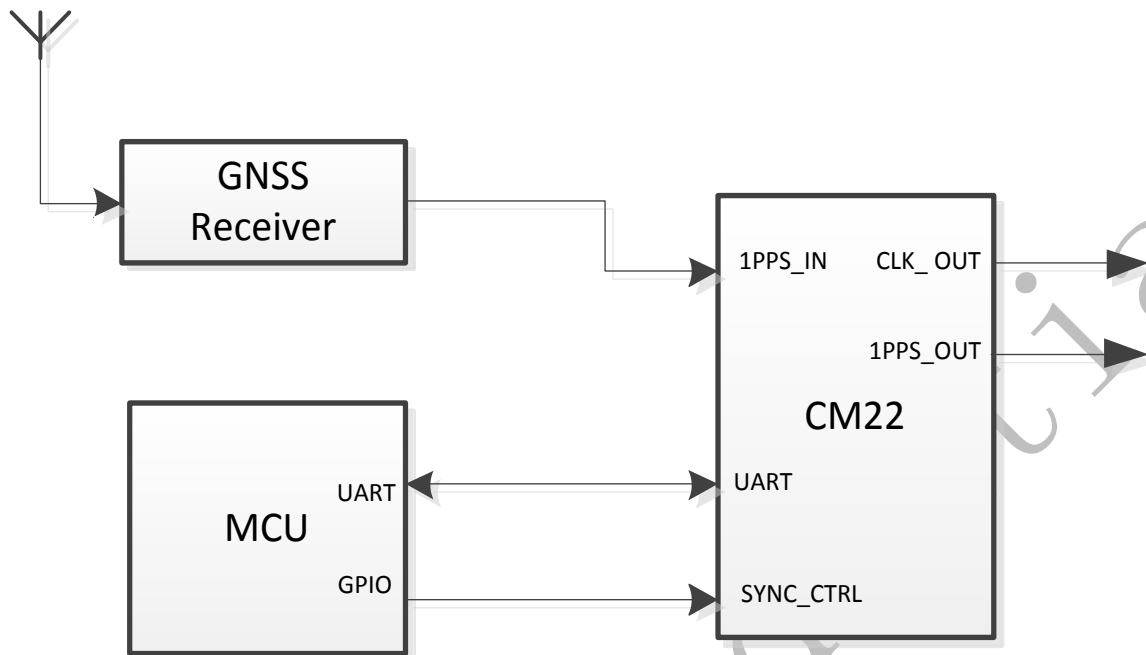 GNSS
Receiver
1PPS_IN
CLK_ OUT
1PPS_OUT
CM22
UART
UART
MCU
GPIO
SYNC_CTRL